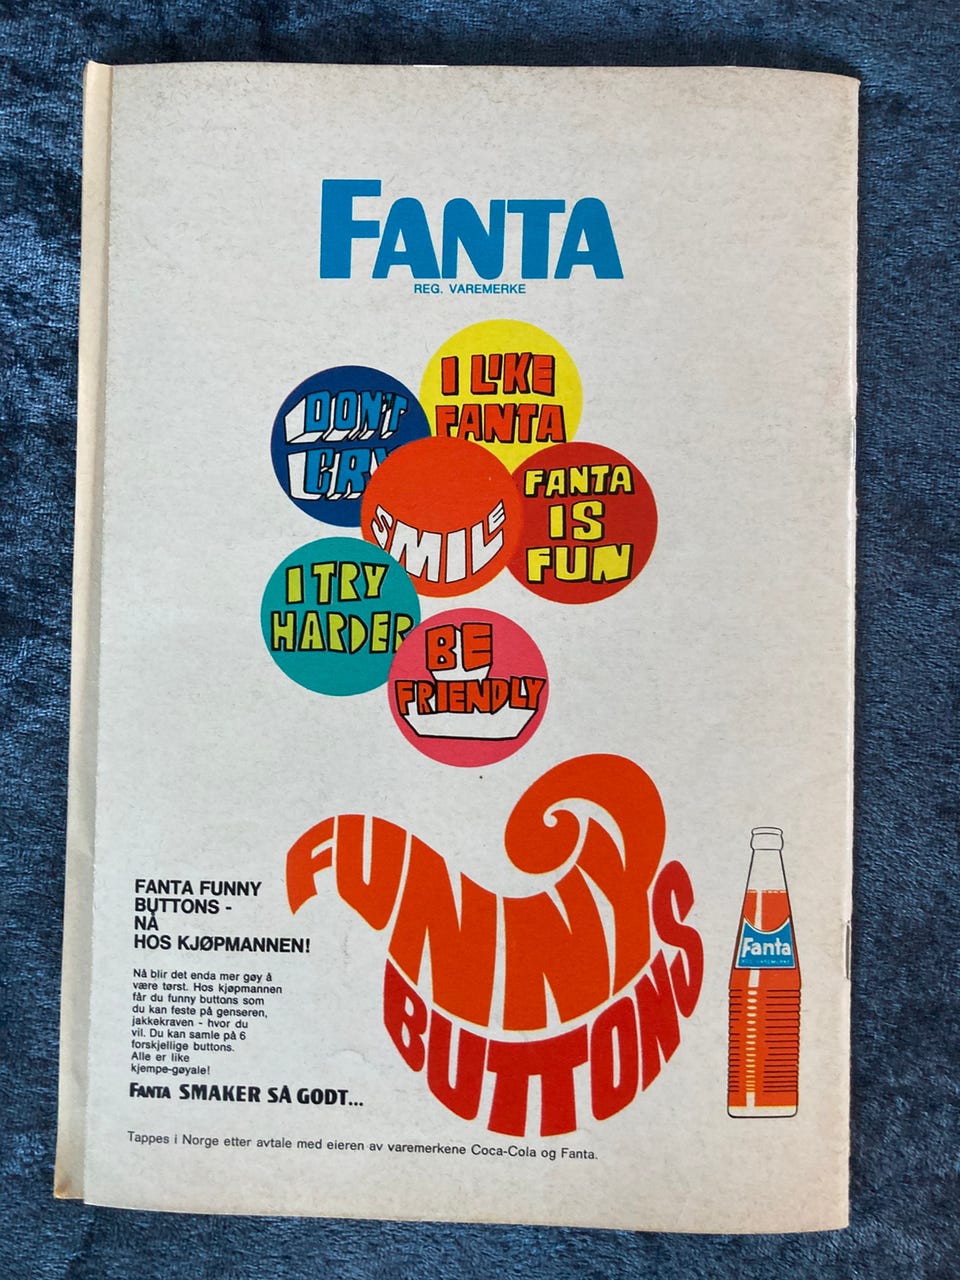 FANTA
REG. VAREMERKE
I LIKE
FANTA
DON'T
CRY
FANTA
IS
FUN
SMILE
I TRY
HARDER
BE
FRIENDLY
FUNNY
BUTTONS
FANTA FUNNY
BUTTONS -
NÅ
HOS KJØPMANNEN!
Nå blir det enda mer gøy å
være tørst. Hos kjøpmannen
får du funny buttons som
du kan feste på genseren,
jakkekraven - hvor du
vil. Du kan samle på 6
forskjellige buttons.
Alle er like
kjempe-gøyale!
FANTA SMAKER SÅ GODT...
Fanta
REG. VAREMERKE
Tappes i Norge etter avtale med eieren av varemerkene Coca-Cola og Fanta.